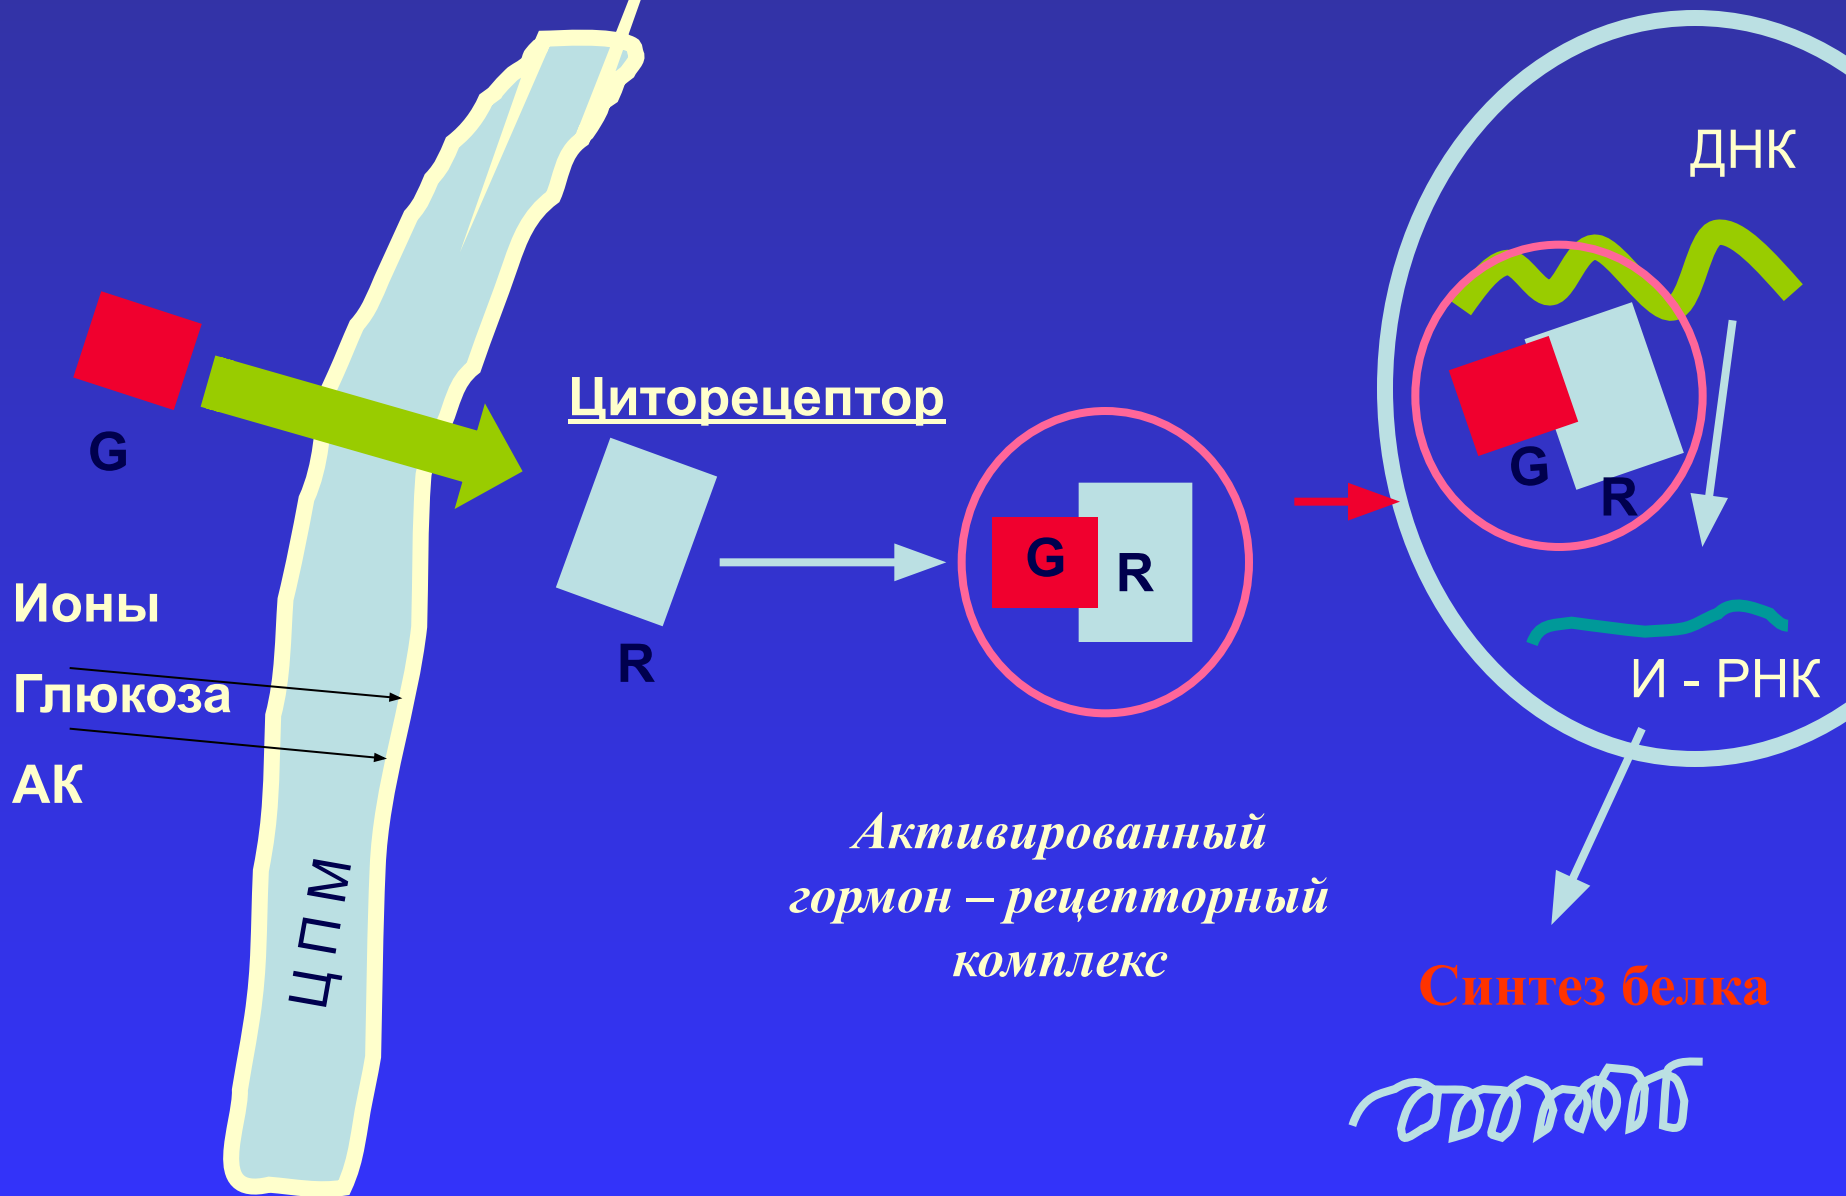 ДНК
Циторецептор
G
G
R
G
R
R
Ионы
Глюкоза
АК
И - РНК
ЦПМ
Активированный
гормон – рецепторный
комплекс
Синтез белка